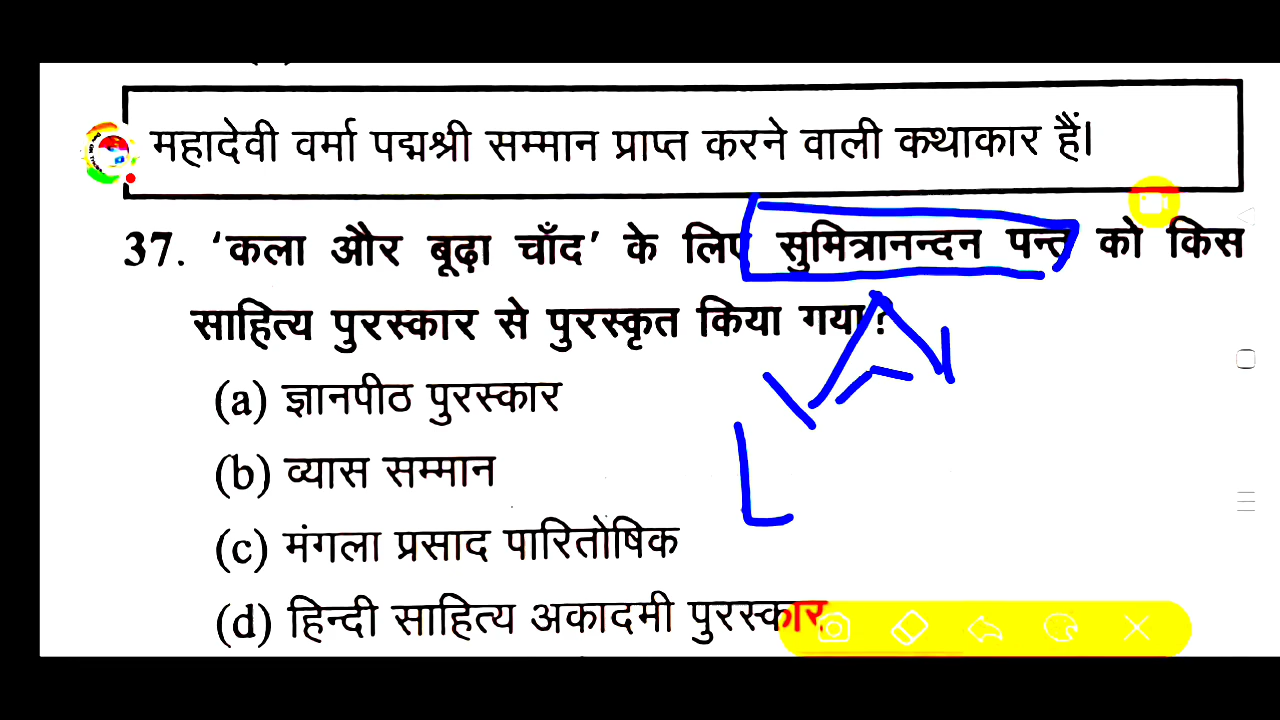 महादेवी वर्मा पद्मश्री सम्मान प्राप्त करने वाली कथाकार हैं।
37. ‘कला और बूढ़ा चाँद’ के लिए सुमित्रानन्दन पन्त को किस
साहित्य पुरस्कार से पुरस्कृत किया गया?
(a) ज्ञानपीठ पुरस्कार
(b) व्यास सम्मान
(c) मंगला प्रसाद पारितोषिक
(d) हिन्दी साहित्य अकादमी पुरस्कार